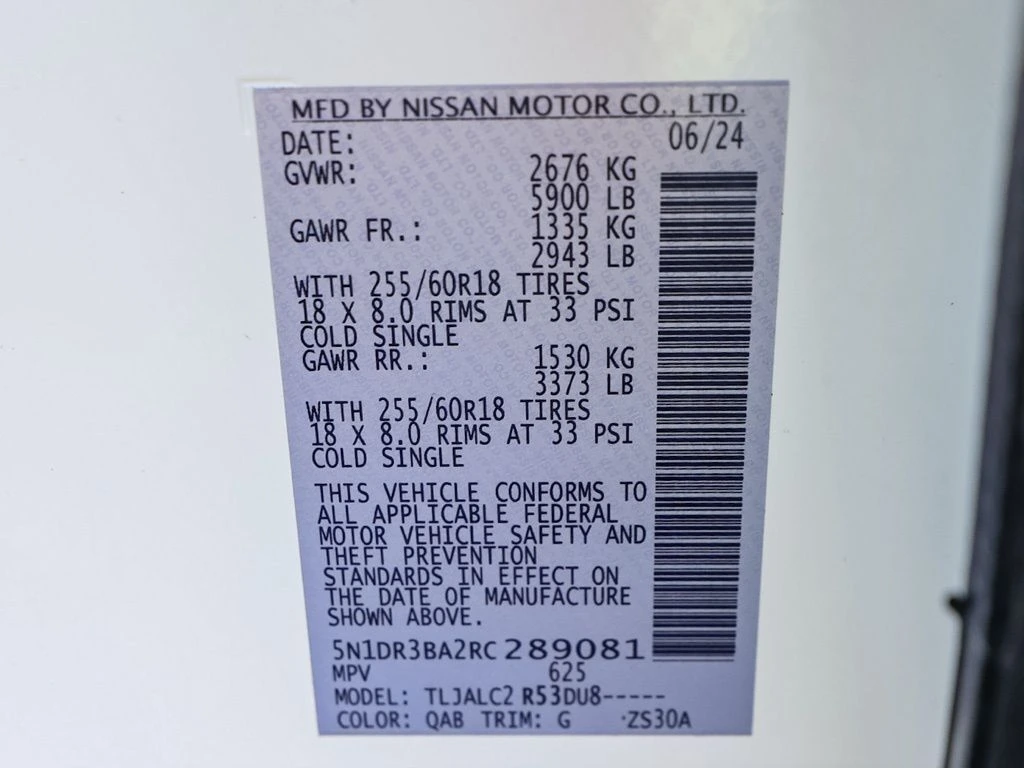 MFD BY NISSAN MOTOR CO., LTD.
DATE: 06/24
GVWR: 2676 KG
5900 LB
GAWR FR.: 1335 KG
2943 LB
WITH 255/60R18 TIRES
18 X 8.0 RIMS AT 33 PSI
COLD SINGLE
GAWR RR.: 1530 KG
3373 LB
WITH 255/60R18 TIRES
18 X 8.0 RIMS AT 33 PSI
COLD SINGLE
THIS VEHICLE CONFORMS TO
ALL APPLICABLE FEDERAL
MOTOR VEHICLE SAFETY AND
THEFT PREVENTION
STANDARDS IN EFFECT ON
THE DATE OF MANUFACTURE
SHOWN ABOVE.
5N1DR3BA2RC289081
MPV 625
MODEL: TLJALC2 R53DU8-----
COLOR: QAB TRIM: G ·ZS30A